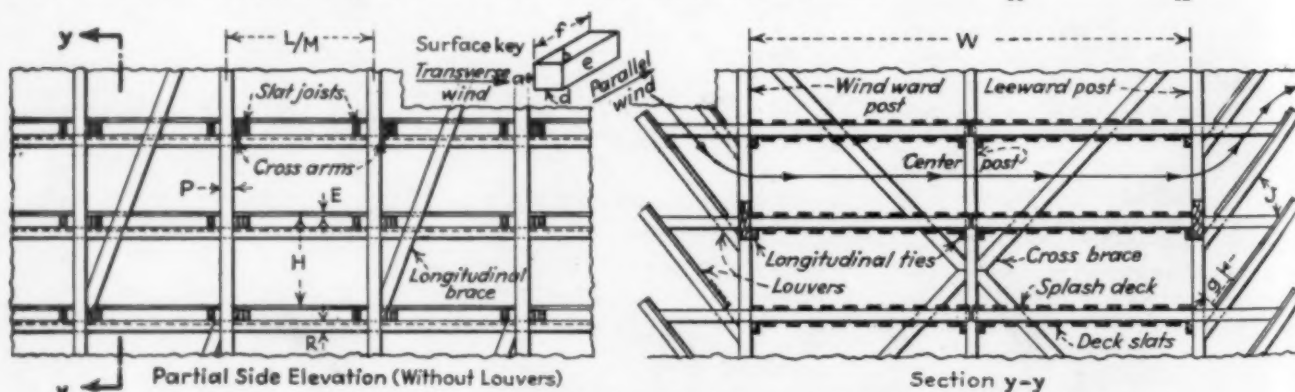 y
L/M
Surface key
Transverse
wind
a
b
f
e
d
Parallel
wind
Slat joists
Cross arms
P
E
H
R
Longitudinal
brace
y
Partial Side Elevation (Without Louvers)
W
Wind ward
post
Leeward post
Center
post
J
Longitudinal ties
Louvers
Cross brace
Splash deck
g
Deck slats
Section y-y